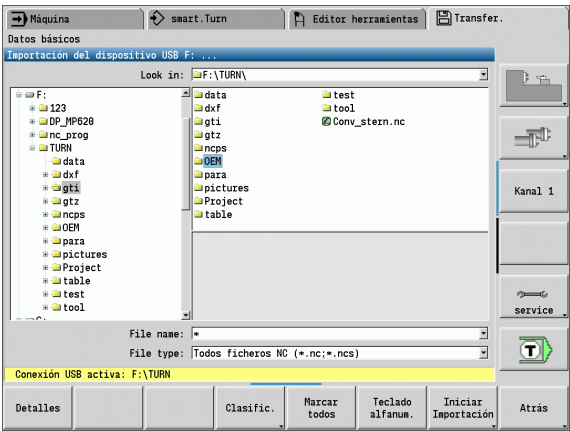 Máquina
smart.Turn
Editor herramientas
Transfer.
Datos básicos
Importación del dispositivo USB F: ...
Look in: F:\TURN\
F:
123
DP_MP620
nc_prog
TURN
data
dxf
gti
gtz
ncps
OEM
para
pictures
Project
table
test
tool
data
dxf
gti
gtz
ncps
OEM
para
pictures
Project
table
test
tool
Conv_stern.nc
Kanal 1
service
T
File name: *
File type: Todos ficheros NC (*.nc;*.ncs)
Conexión USB activa: F:\TURN
Detalles
Clasific.
Marcar todos
Teclado alfanum.
Iniciar Importación
Atrás